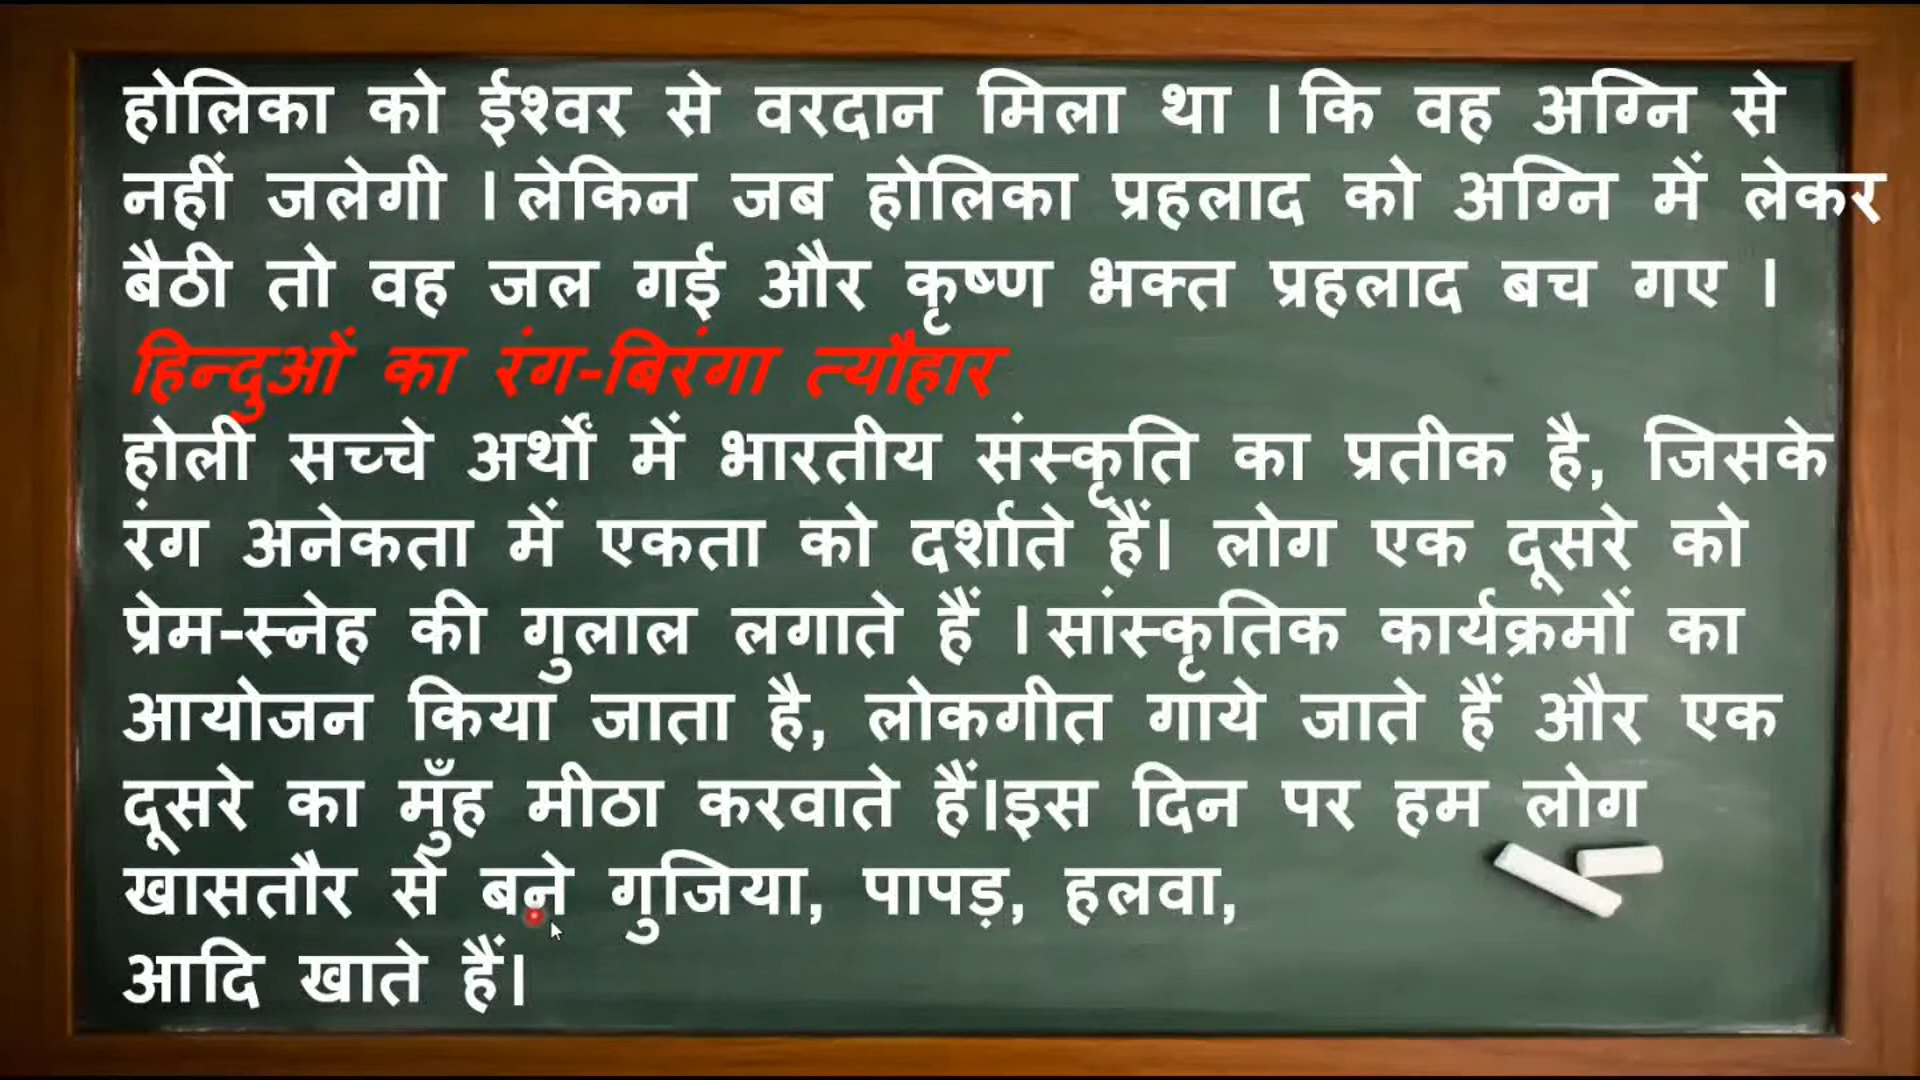 होलिका को ईश्वर से वरदान मिला था । कि वह अग्नि से
नहीं जलेगी । लेकिन जब होलिका प्रहलाद को अग्नि में लेकर
बैठी तो वह जल गई और कृष्ण भक्त प्रहलाद बच गए ।
हिन्दुओं का रंग-बिरंगा त्यौहार
होली सच्चे अर्थों में भारतीय संस्कृति का प्रतीक है, जिसके
रंग अनेकता में एकता को दर्शाते हैं। लोग एक दूसरे को
प्रेम-स्नेह की गुलाल लगाते हैं । सांस्कृतिक कार्यक्रमों का
आयोजन किया जाता है, लोकगीत गाये जाते हैं और एक
दूसरे का मुँह मीठा करवाते हैं।इस दिन पर हम लोग
खासतौर से बने गुजिया, पापड़, हलवा,
आदि खाते हैं।